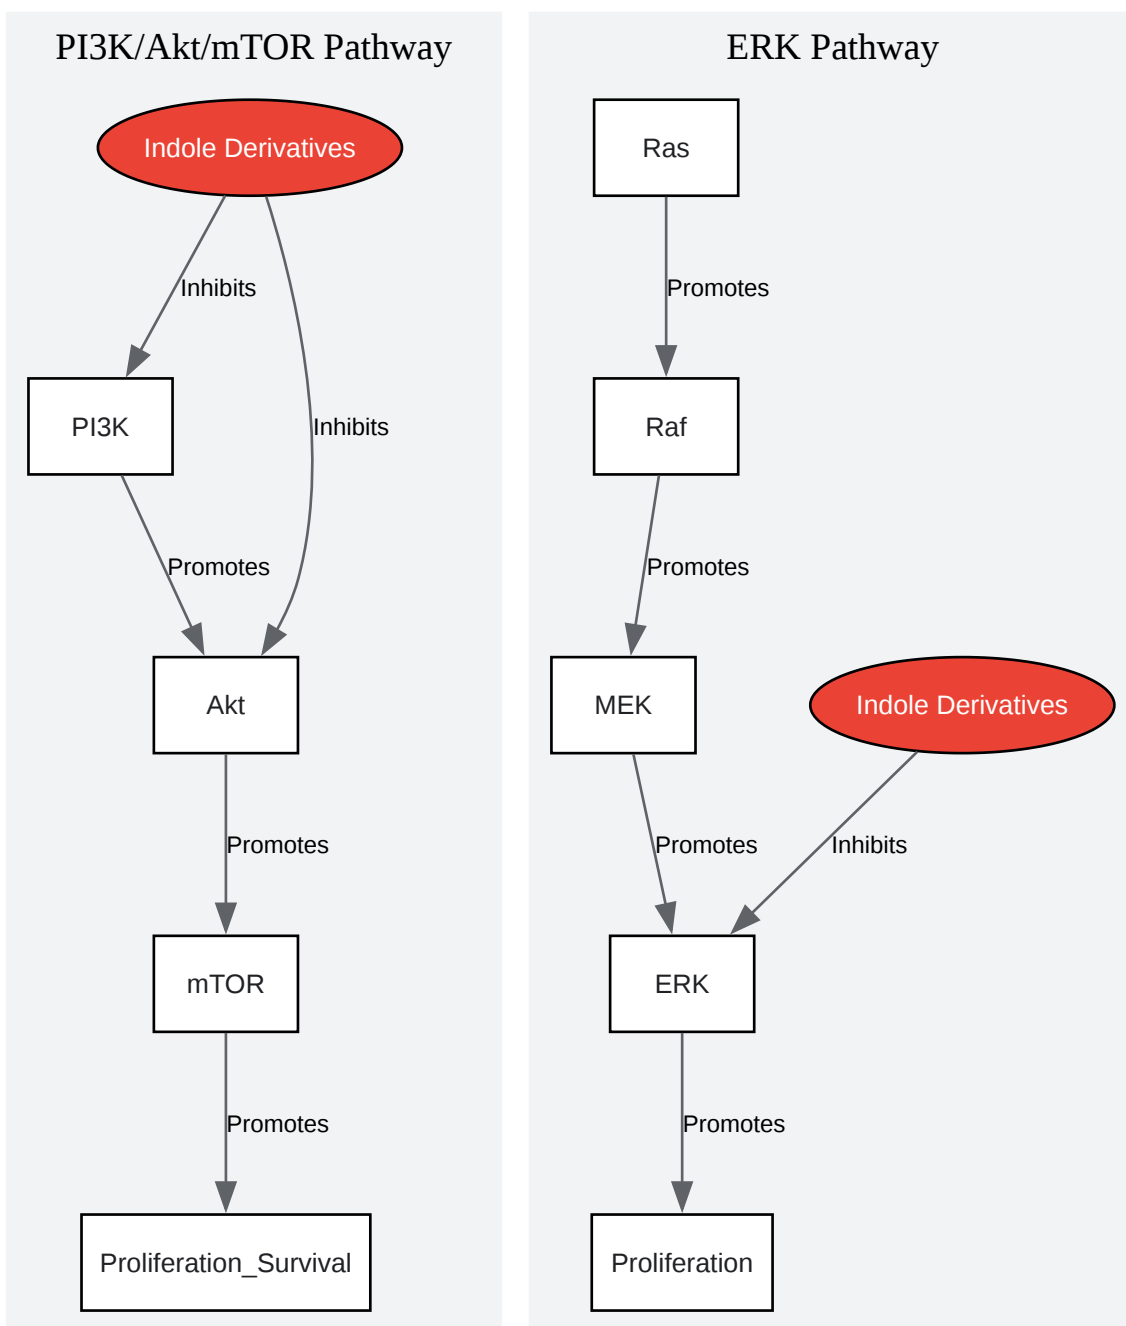 PI3K/Akt/mTOR Pathway
Indole Derivatives
Inhibits
PI3K
Inhibits
Promotes
Akt
Promotes
mTOR
Promotes
Proliferation_Survival
ERK Pathway
Ras
Promotes
Raf
Promotes
MEK
Indole Derivatives
Promotes
Inhibits
ERK
Promotes
Proliferation